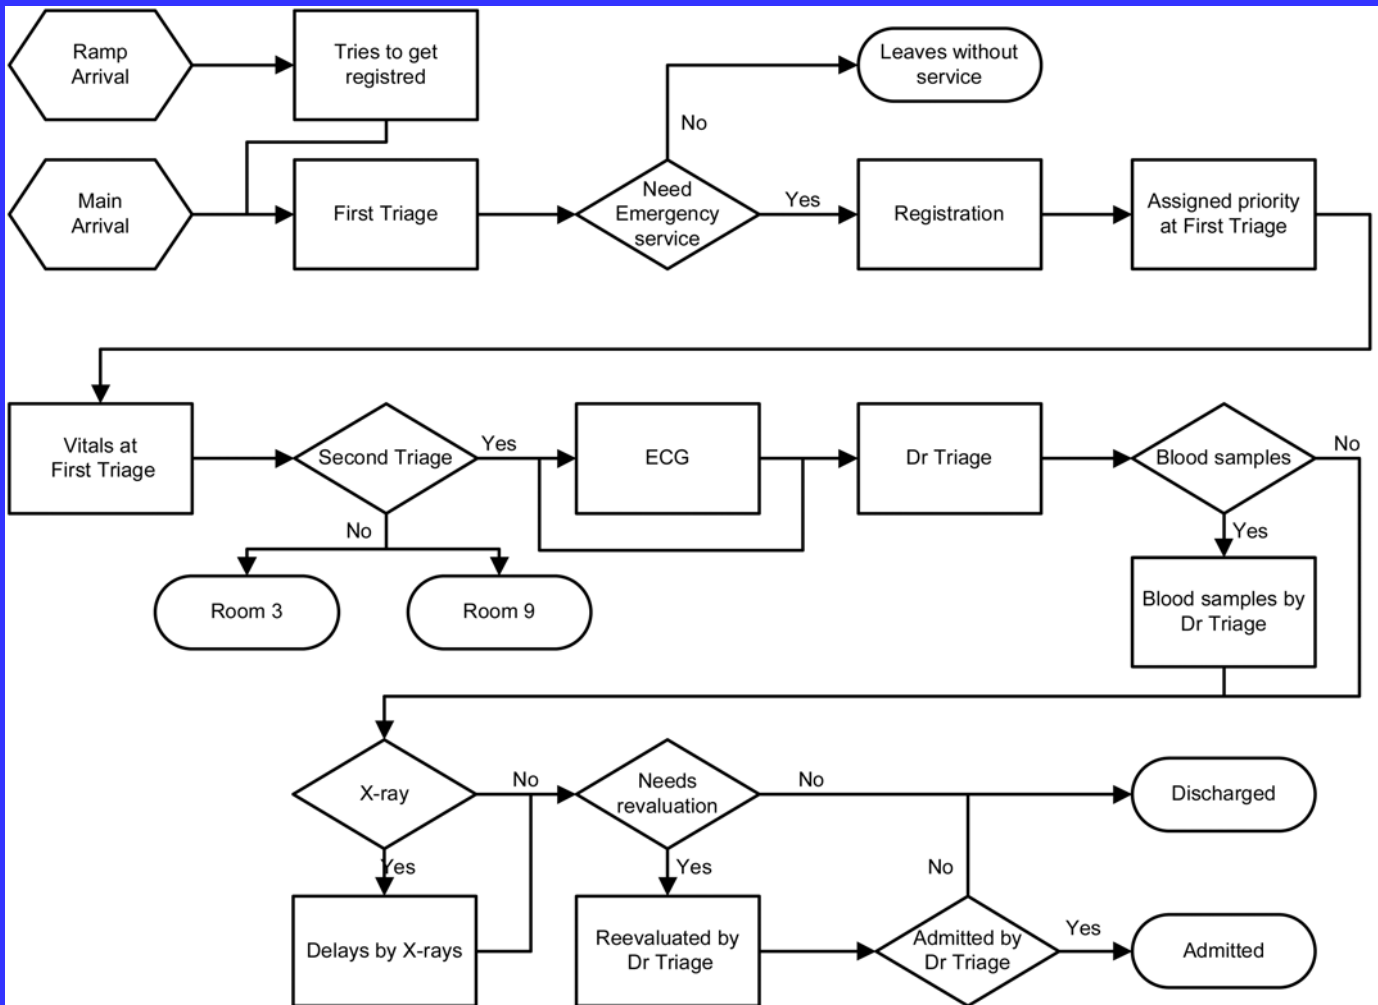 Ramp
Arrival
Tries to get
registred
Leaves without
service
No
Main
Arrival
First Triage
Need
Emergency
service
Yes
Registration
Assigned priority
at First Triage
Vitals at
First Triage
Second Triage
Yes
ECG
Dr Triage
Blood samples
No
No
Yes
Room 3
Room 9
Blood samples by
Dr Triage
X-ray
No
Needs
revaluation
No
Discharged
Yes
Yes
No
Delays by X-rays
Reevaluated by
Dr Triage
Admitted by
Dr Triage
Yes
Admitted